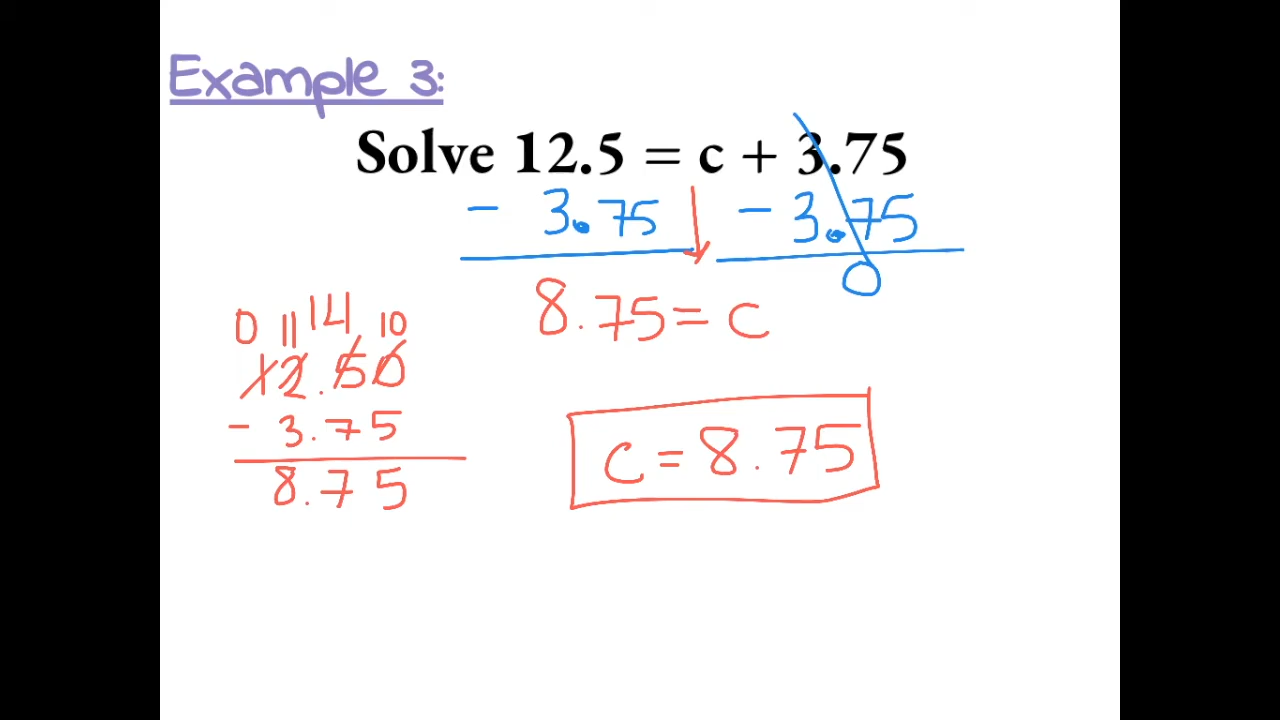 Example 3:
Solve 12.5 = c + 3.75
- 3.75 - 3.75
0
8.75 = c
0 11 14 10
12.50
- 3.75
8.75
c = 8.75